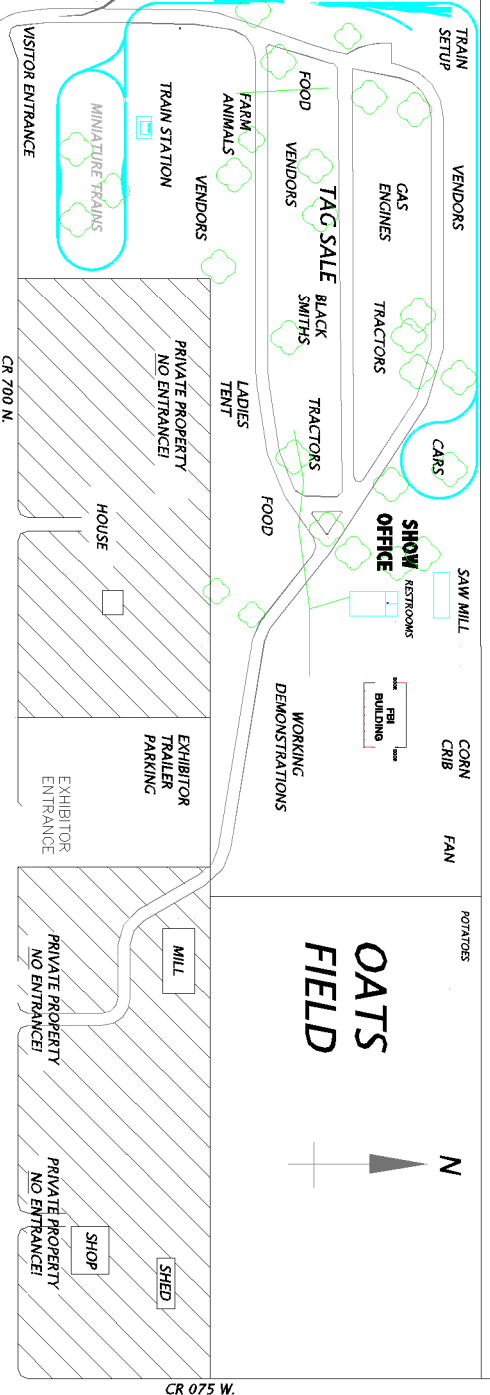 TRAIN
SETUP
VENDORS
SAW MILL
CORN
CRIB
FAN
POTATOES
N
CARS
GAS
ENGINES
TRACTORS
SHOW
OFFICE
RESTROOMS
DOOR
DOOR
FBI
BUILDING
OATS
FIELD
FOOD
VENDORS
TAG SALE
BLACK
SMITHS
TRACTORS
FOOD
WORKING
DEMONSTRATIONS
FARM
ANIMALS
VENDORS
LADIES
TENT
TRAIN STATION
MINIATURE TRAINS
PRIVATE PROPERTY
NO ENTRANCE!
HOUSE
EXHIBITOR
TRAILER
PARKING
EXHIBITOR
ENTRANCE
MILL
SHED
SHOP
PRIVATE PROPERTY
NO ENTRANCE!
PRIVATE PROPERTY
NO ENTRANCE!
VISITOR ENTRANCE
CR 700 N.
CR 075 W.